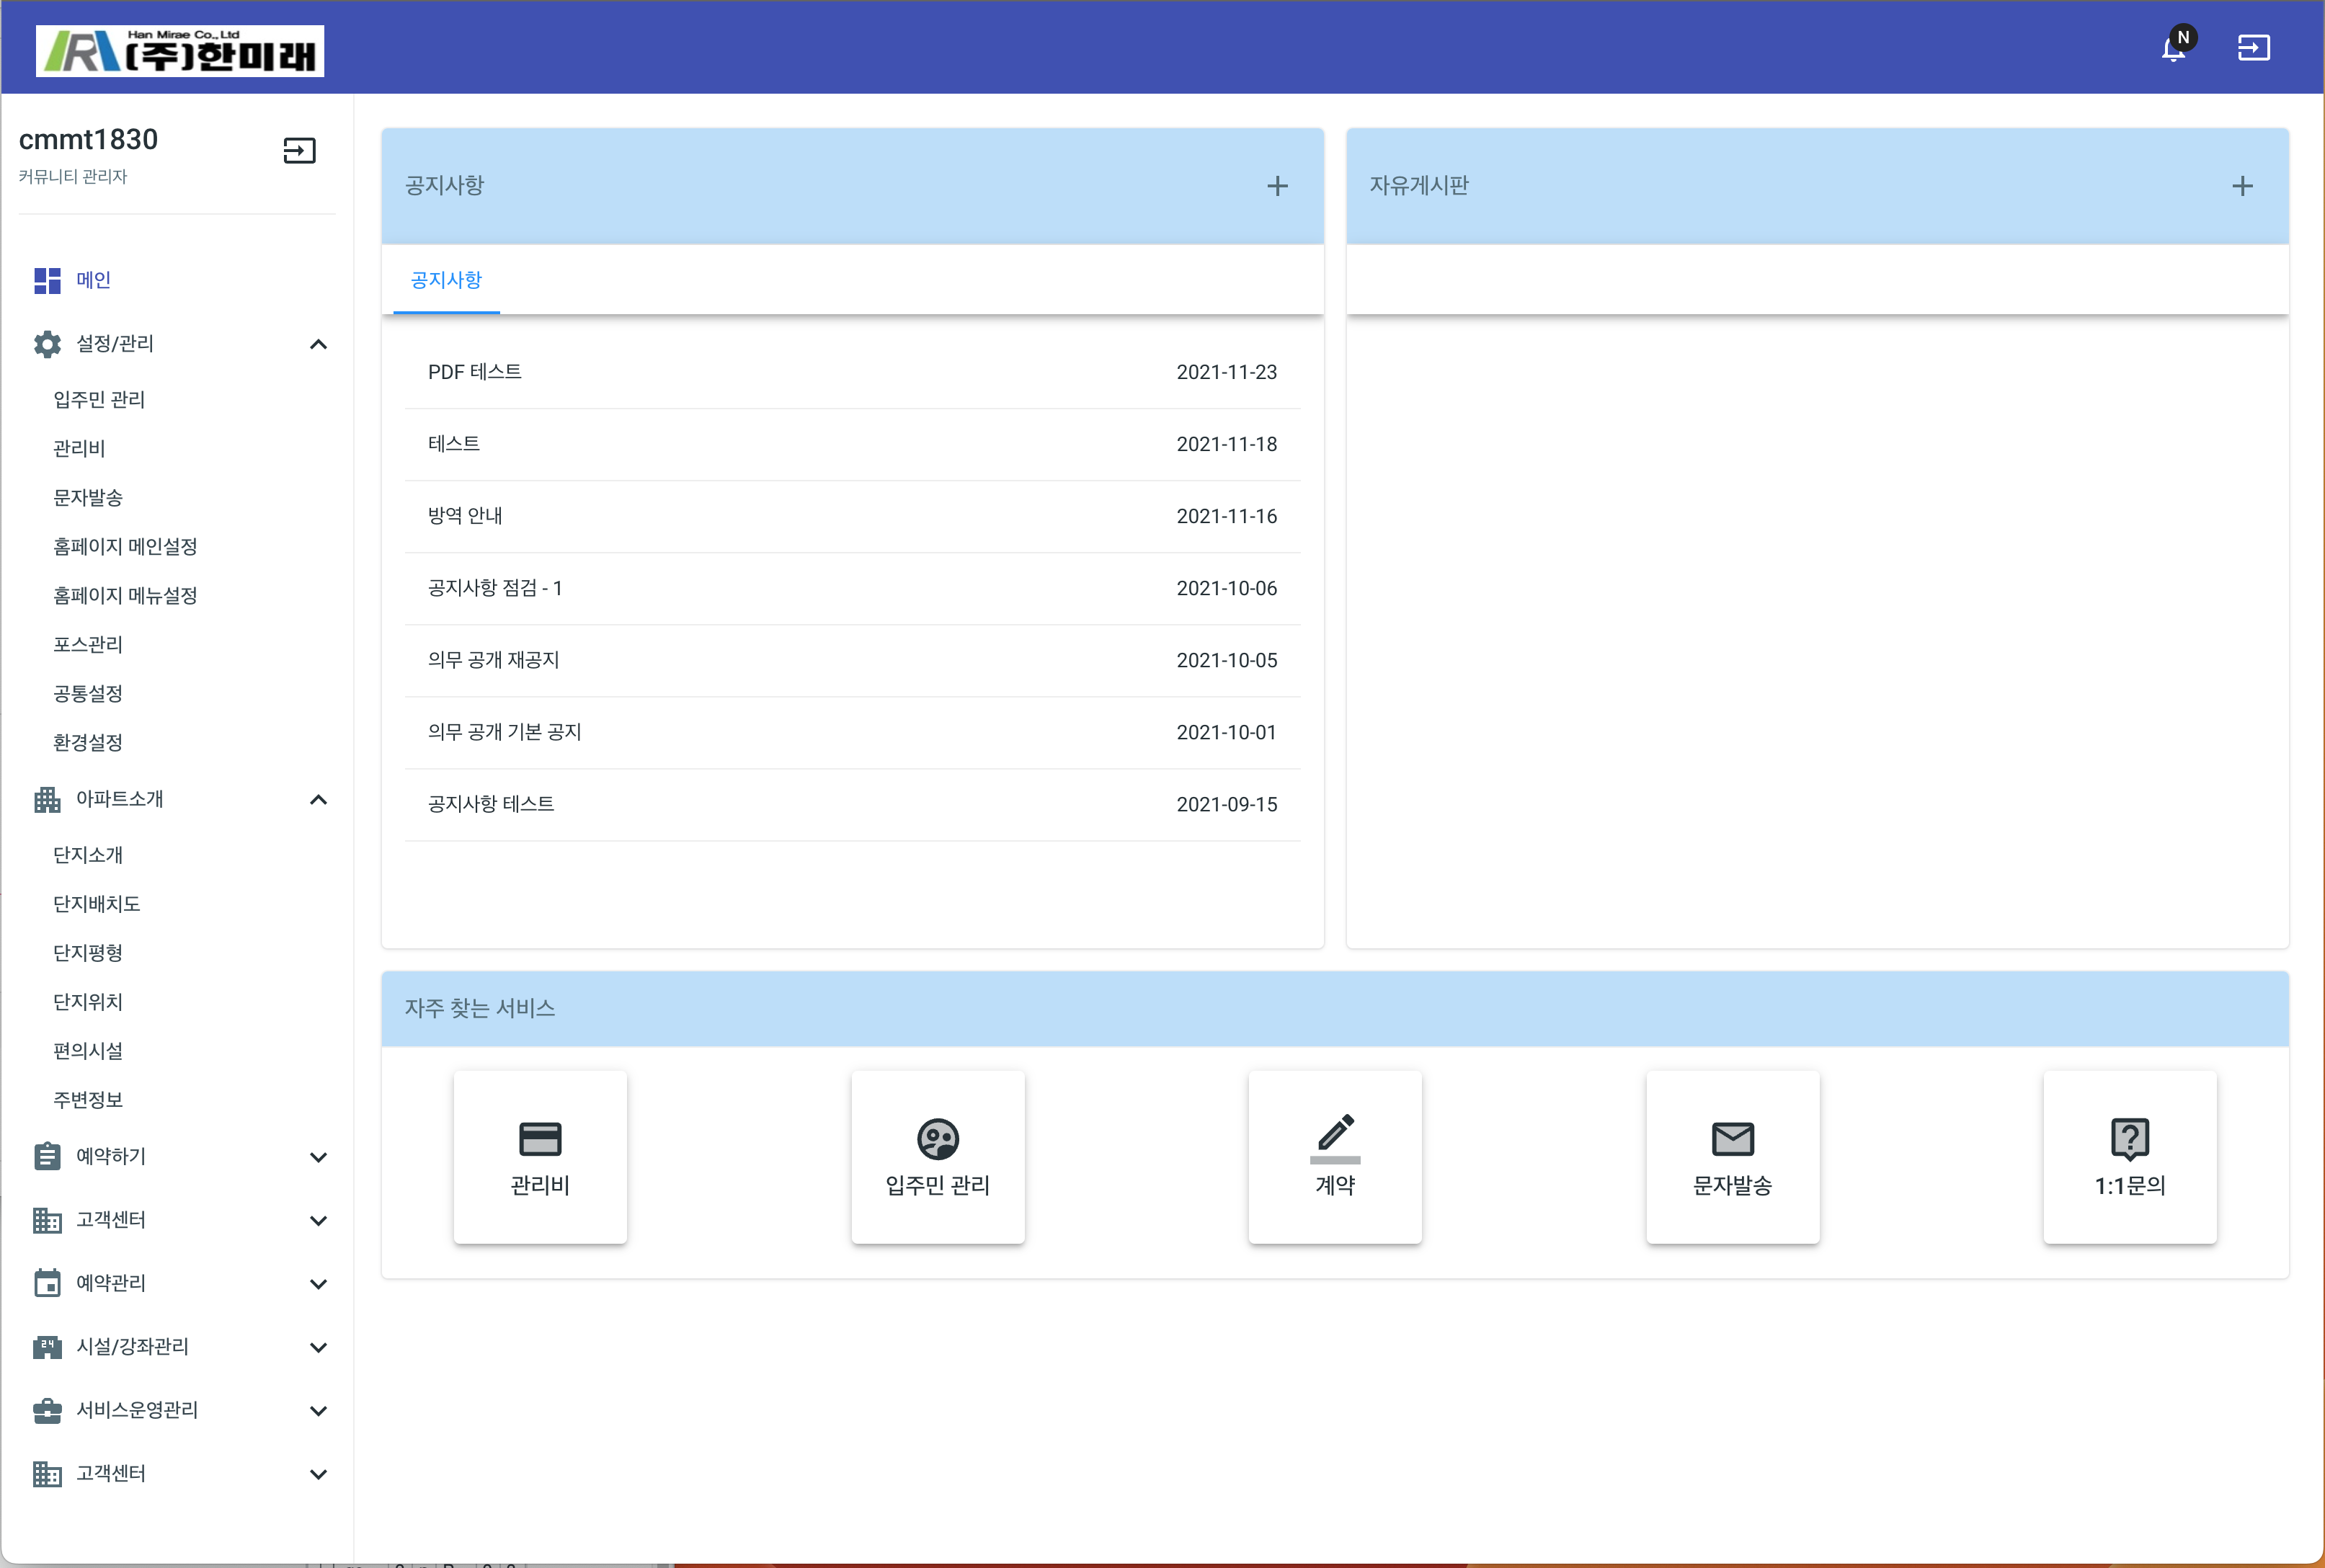 Han Mirae Co., Ltd
(주)한미래
N
cmmt1830
커뮤니티 관리자
메인
설정/관리
입주민 관리
관리비
문자발송
홈페이지 메인설정
홈페이지 메뉴설정
포스관리
공통설정
환경설정
아파트소개
단지소개
단지배치도
단지평형
단지위치
편의시설
주변정보
예약하기
고객센터
예약관리
24
시설/강좌관리
서비스운영관리
고객센터
공지사항
공지사항
PDF 테스트 2021-11-23
테스트 2021-11-18
방역 안내 2021-11-16
공지사항 점검 - 1 2021-10-06
의무 공개 재공지 2021-10-05
의무 공개 기본 공지 2021-10-01
공지사항 테스트 2021-09-15
자유게시판
자주 찾는 서비스
관리비
입주민 관리
계약
문자발송
1:1문의